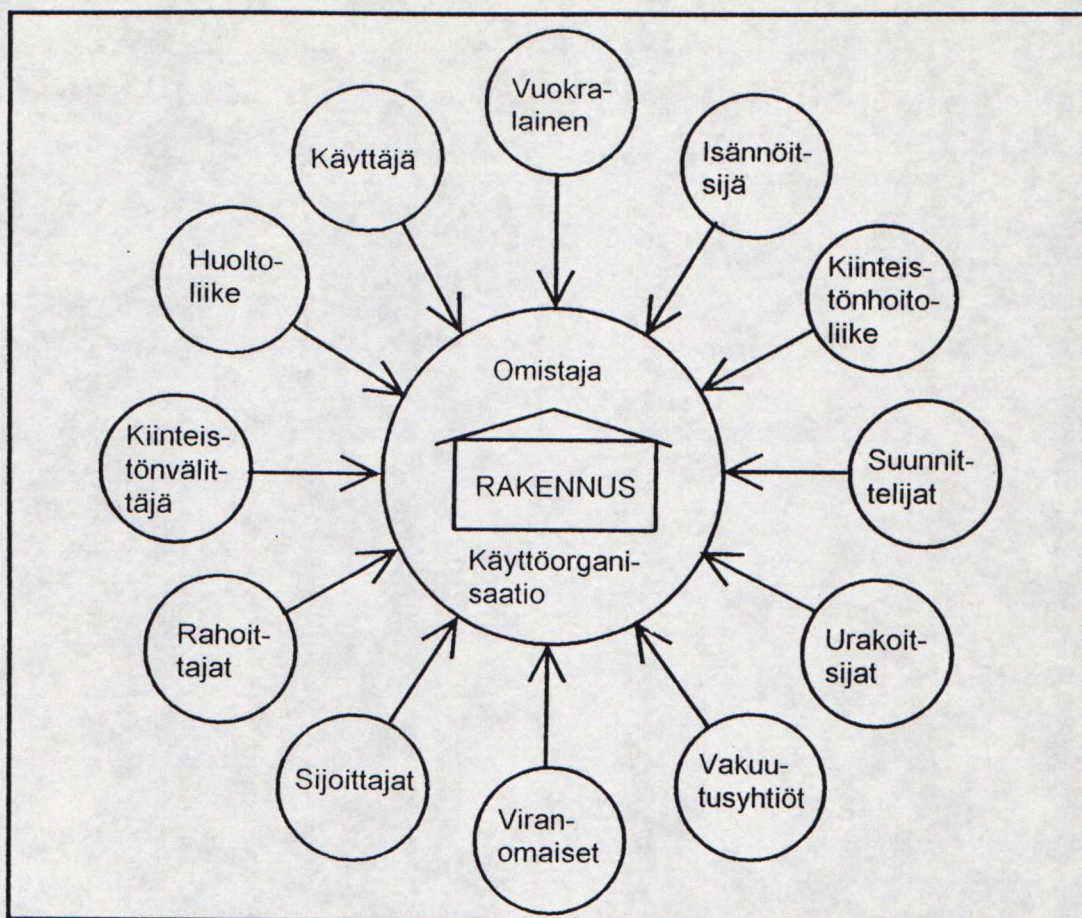 Vuokra-
lainen
Isännöit-
sijä
Kiinteis-
tönhoito-
liike
Suunnit-
telijat
Urakoit-
sijat
Vakuu-
tusyhtiöt
Viran-
omaiset
Sijoittajat
Rahoit-
tajat
Kiinteis-
tönvälit-
täjä
Huolto-
liike
Käyttäjä
Omistaja
RAKENNUS
Käyttöorgani-
saatio